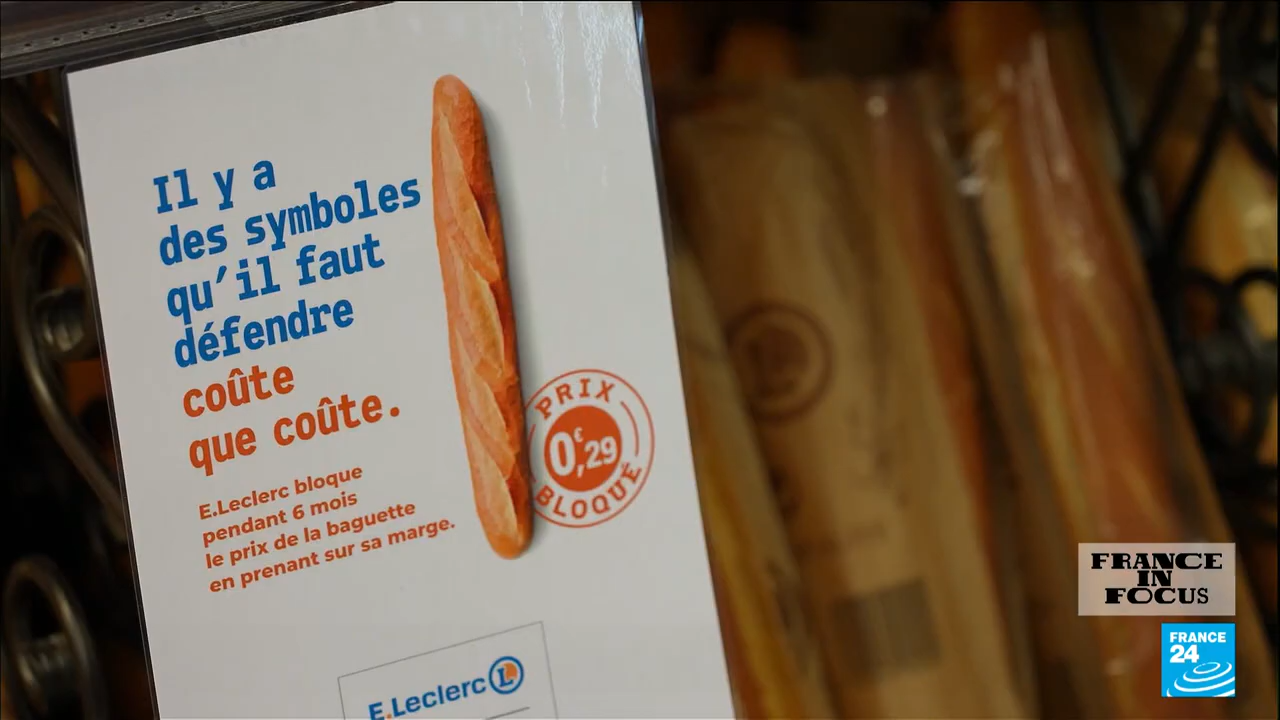 Il y a
des symboles
qu'il faut
défendre
coûte
que coûte.
E.Leclerc bloque
pendant 6 mois
le prix de la baguette
en prenant sur sa marge.
PRIX
0,€29
BLOQUÉ
E.Leclerc L
FRANCE
IN
FOCUS
FRANCE
24